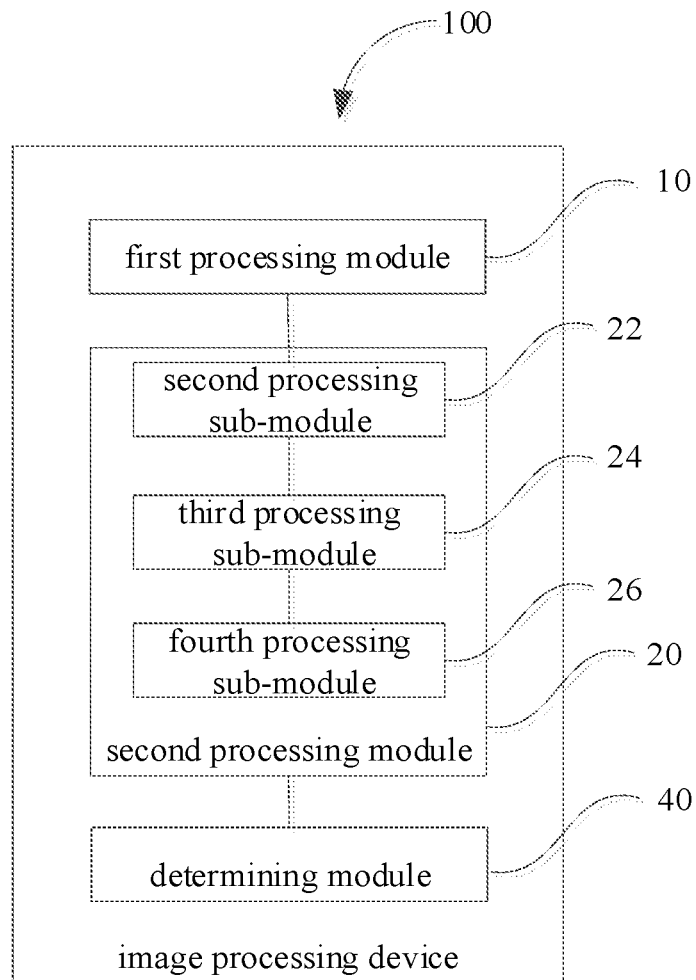 100
10
first processing module
22
second processing
sub-module
24
third processing
sub-module
26
fourth processing
sub-module
20
second processing module
40
determining module
image processing device